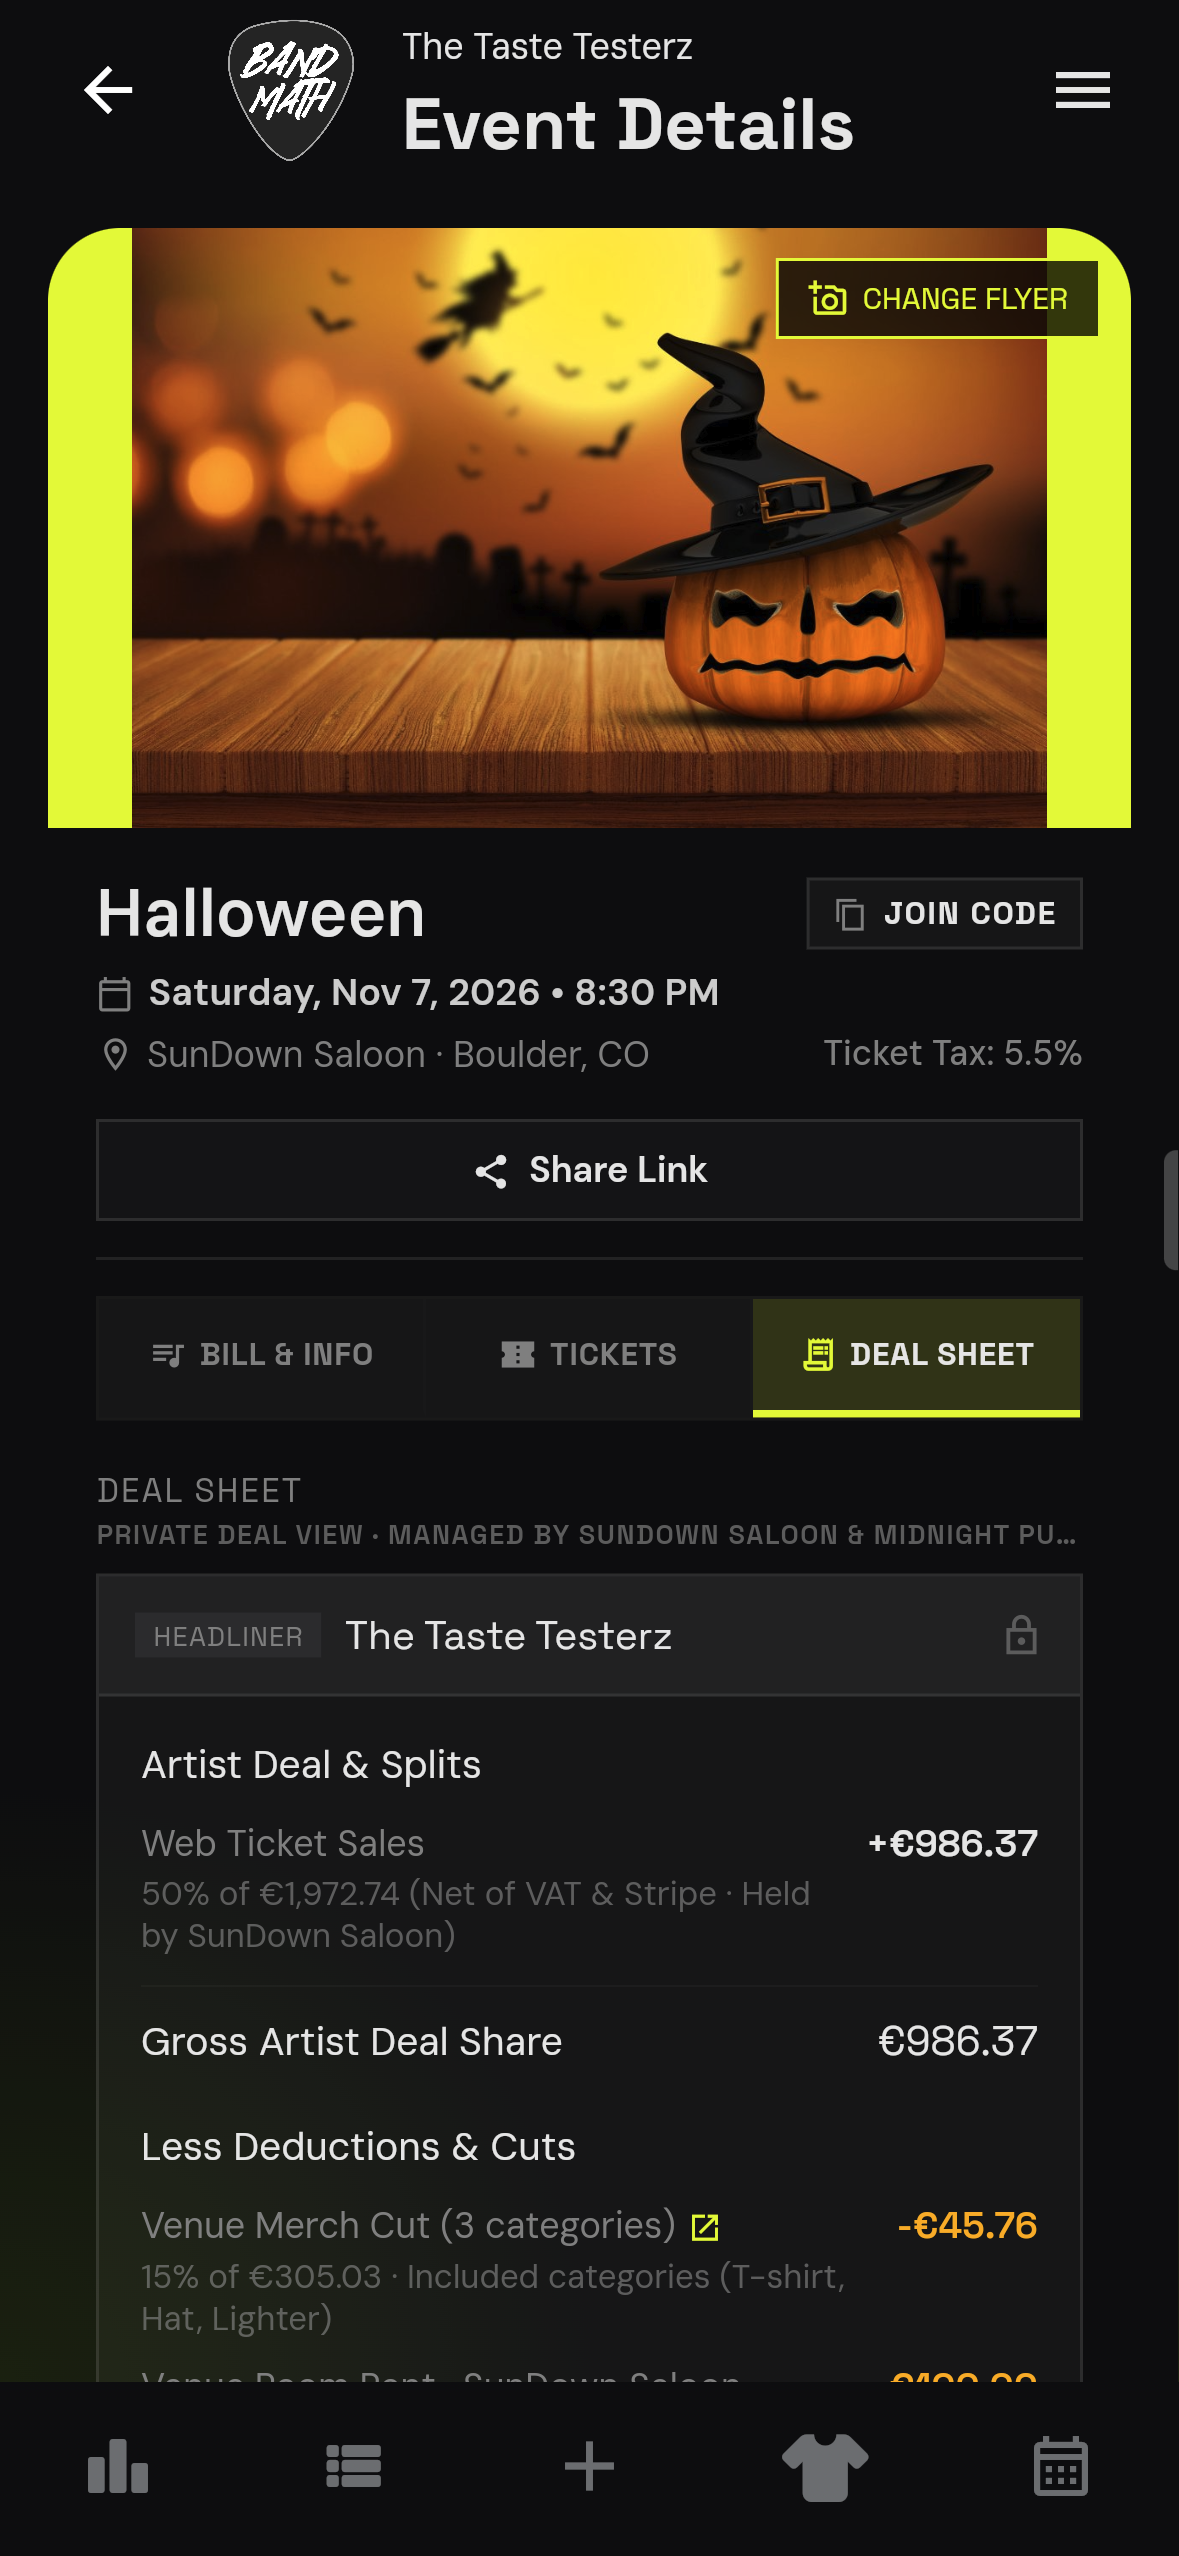 The Taste Testerz
BAND
MATH
Event Details
CHANGE FLYER
Halloween
JOIN CODE
Saturday, Nov 7, 2026 • 8:30 PM
SunDown Saloon · Boulder, CO
Ticket Tax: 5.5%
Share Link
BILL & INFO
TICKETS
DEAL SHEET
DEAL SHEET
PRIVATE DEAL VIEW · MANAGED BY SUNDOWN SALOON & MIDNIGHT PU...
HEADLINER The Taste Testerz
Artist Deal & Splits
Web Ticket Sales +€986.37
50% of €1,972.74 (Net of VAT & Stripe · Held
by SunDown Saloon)
Gross Artist Deal Share €986.37
Less Deductions & Cuts
Venue Merch Cut (3 categories) -€45.76
15% of €305.03 · Included categories (T-shirt,
Hat, Lighter)
Venue Room Rent · SunDown Saloon